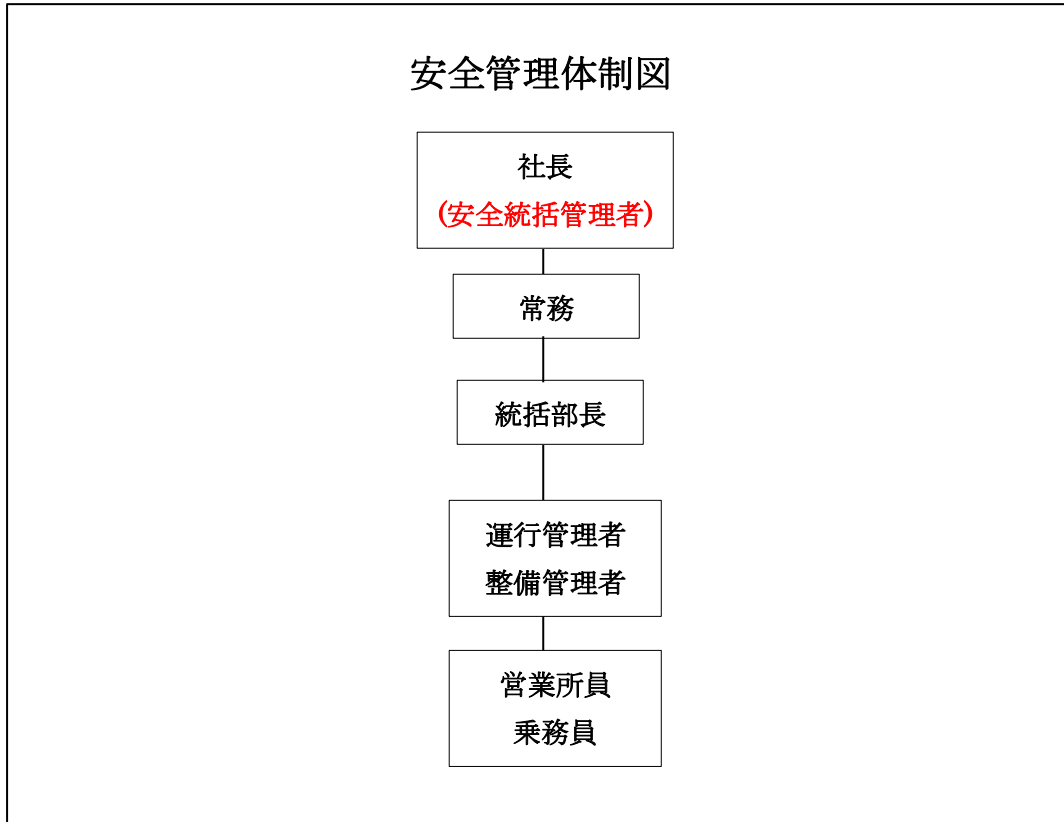 安全管理体制図
社長
(安全統括管理者)
常務
統括部長
運行管理者
整備管理者
営業所員
乗務員